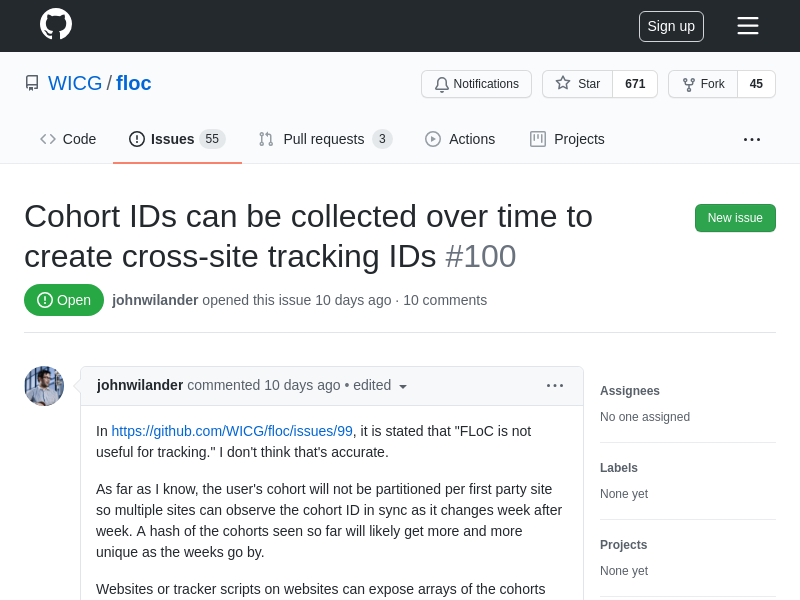 Sign up
WICG / floc
Notifications
Star 671
Fork 45
Code
Issues 55
Pull requests 3
Actions
Projects
Cohort IDs can be collected over time to
create cross-site tracking IDs #100
New issue
Open
johnwilander opened this issue 10 days ago · 10 comments
johnwilander commented 10 days ago • edited
In https://github.com/WICG/floc/issues/99, it is stated that "FLoC is not
useful for tracking." I don't think that's accurate.
As far as I know, the user's cohort will not be partitioned per first party site
so multiple sites can observe the cohort ID in sync as it changes week after
week. A hash of the cohorts seen so far will likely get more and more
unique as the weeks go by.
Websites or tracker scripts on websites can expose arrays of the cohorts
Assignees
No one assigned
Labels
None yet
Projects
None yet